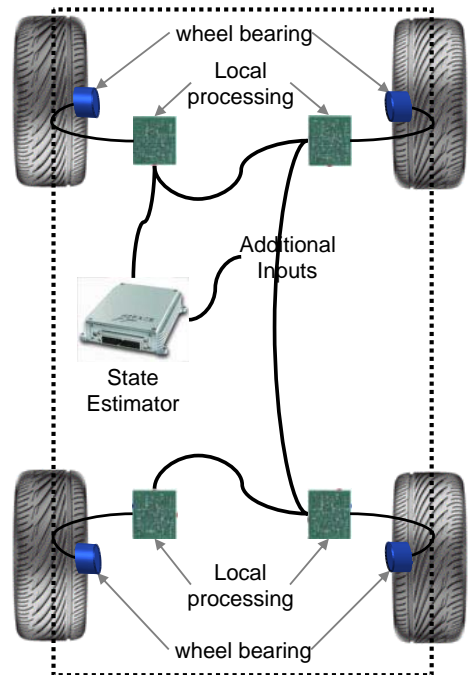 wheel bearing
Local
processing
Additional
Inputs
State
Estimator
Local
processing
wheel bearing